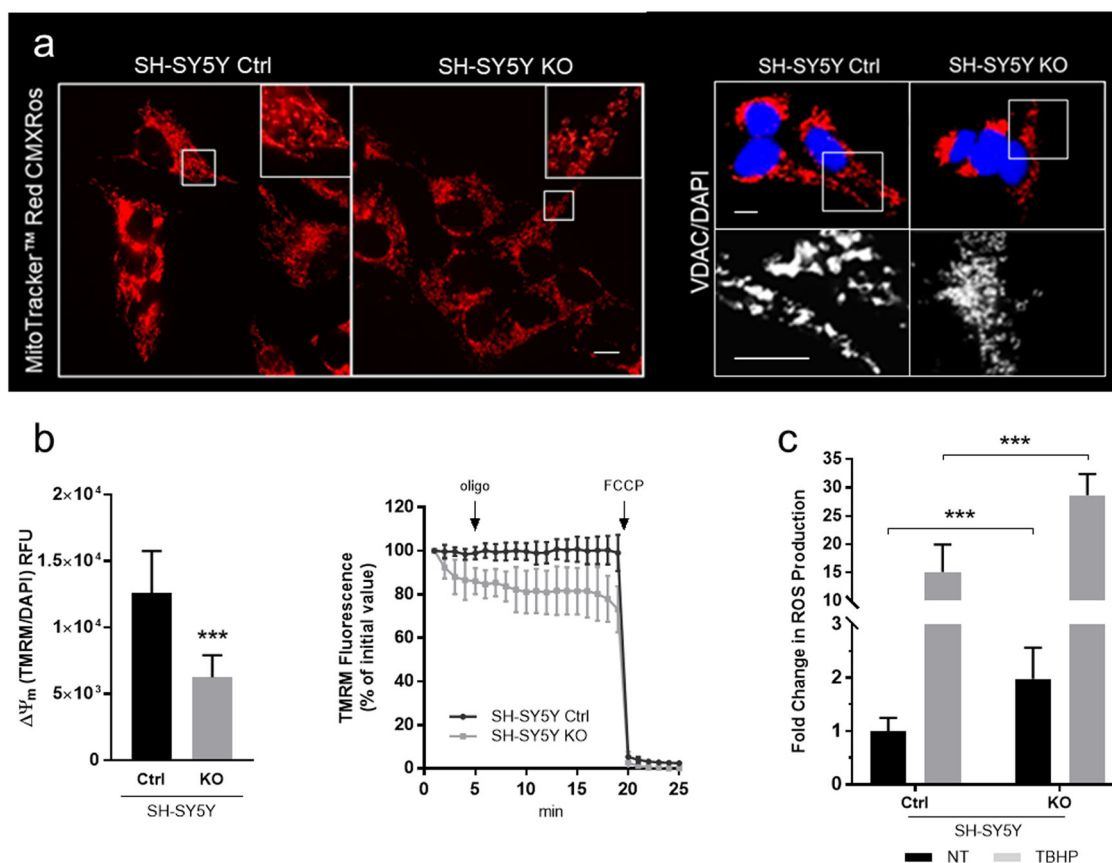 a
SH-SY5Y Ctrl
SH-SY5Y KO
SH-SY5Y Ctrl
SH-SY5Y KO
MitoTracker™ Red CMXRos
VDAC/DAPI
b
ΔΨm (TMRM/DAPI) RFU
2×10⁴
1.5×10⁴
1×10⁴
5×10³
0
***
Ctrl
KO
SH-SY5Y
oligo
FCCP
TMRM Fluorescence
(% of initial value)
120
100
80
60
40
20
0
SH-SY5Y Ctrl
SH-SY5Y KO
0 5 10 15 20 25
min
c
***
***
Fold Change in ROS Production
35
30
25
20
15
10
3
2
1
0
Ctrl
KO
SH-SY5Y
NT
TBHP